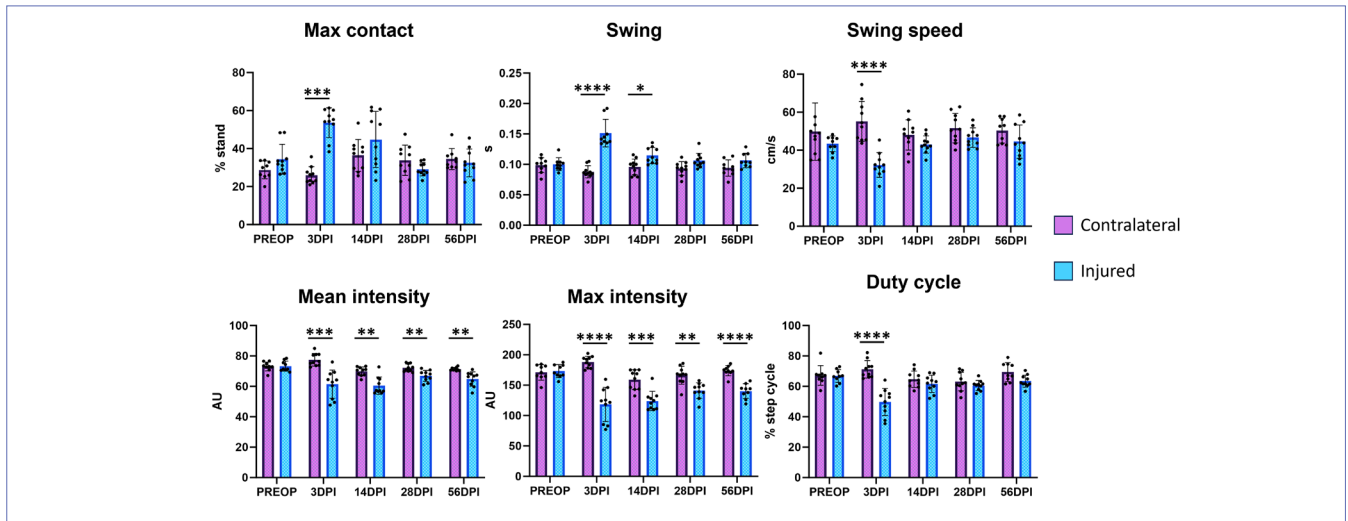 Max contact
% stand
80
60
40
20
0
***
PREOP 3DPI 14DPI 28DPI 56DPI
Swing
s
0.25
0.20
0.15
0.10
0.05
0.00
**** *
PREOP 3DPI 14DPI 28DPI 56DPI
Swing speed
cm/s
80
60
40
20
0
****
PREOP 3DPI 14DPI 28DPI 56DPI
Contralateral
Injured
Mean intensity
AU
100
80
60
40
20
0
*** ** ** **
PREOP 3DPI 14DPI 28DPI 56DPI
Max intensity
AU
250
200
150
100
50
0
**** *** ** ****
PREOP 3DPI 14DPI 28DPI 56DPI
Duty cycle
% step cycle
100
80
60
40
20
0
****
PREOP 3DPI 14DPI 28DPI 56DPI